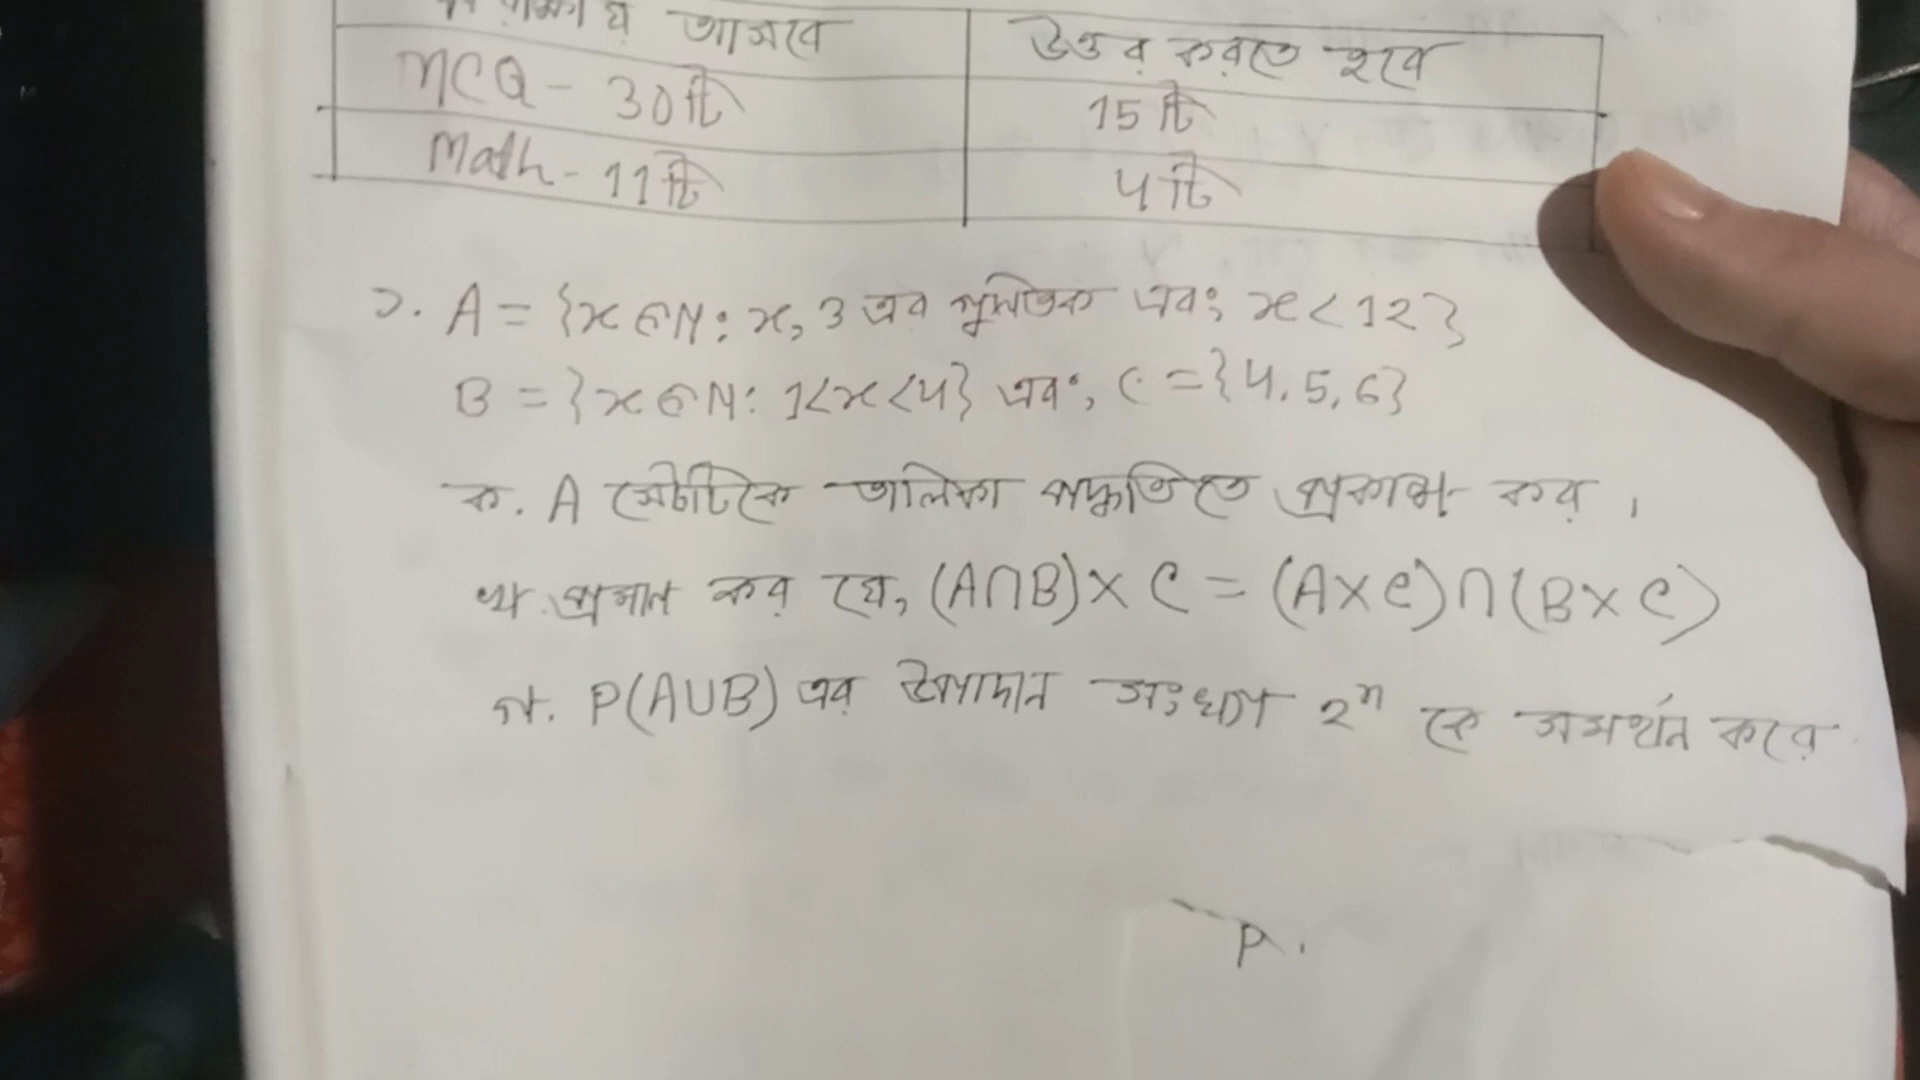 আসবে উত্তর করতে হবে
MCQ - 30টি 15 টি
Math - 11টি 4টি
১. A = {x ∈ N : x, 3 এর গুণিতক এবং x < 12}
B = {x ∈ N : 1<x<4} এবং, C = {4, 5, 6}
ক. A সেটটিকে তালিকা পদ্ধতিতে প্রকাশ কর ।
খ. প্রমান কর যে, (A∩B) × C = (A×C)∩(B×C)
গ. P(A∪B) এর উপাদান সংখ্যা 2ⁿ কে সমর্থন করে
P.